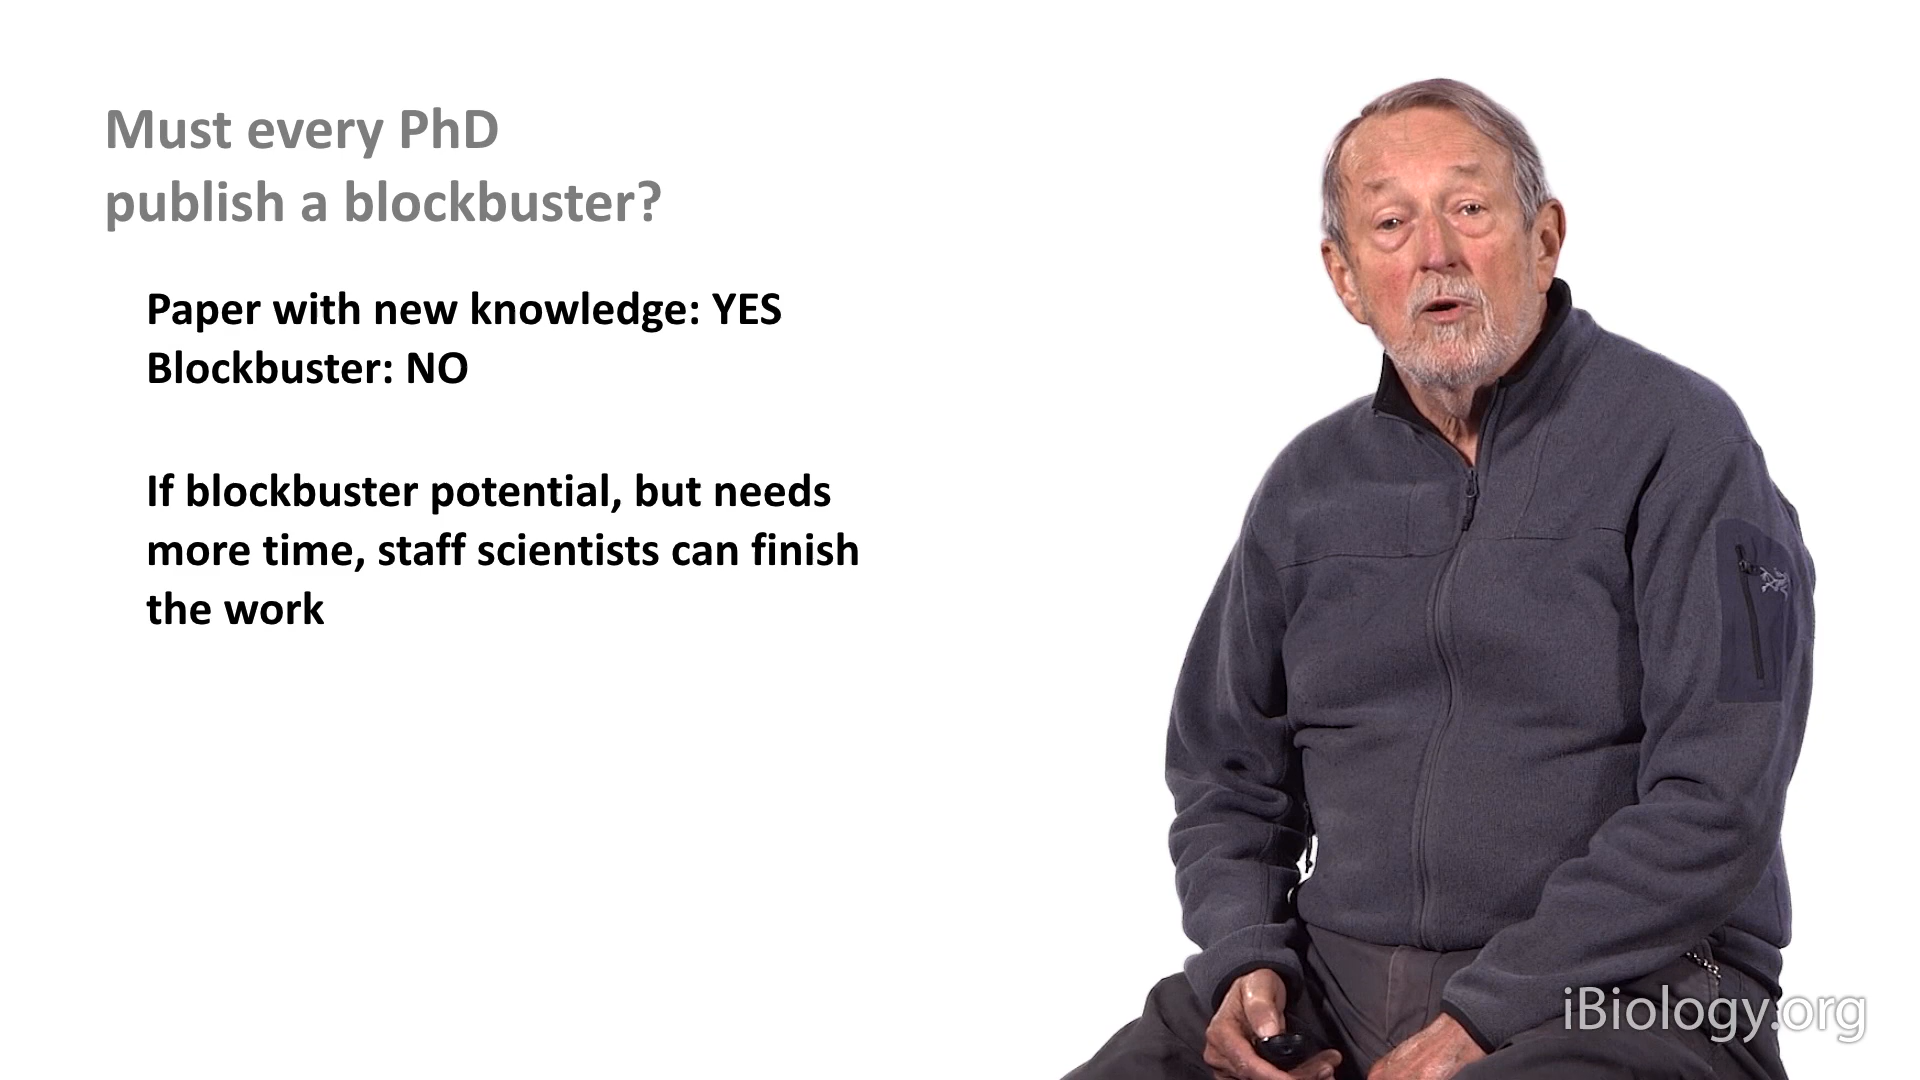 Must every PhD
publish a blockbuster?
Paper with new knowledge: YES
Blockbuster: NO
If blockbuster potential, but needs
more time, staff scientists can finish
the work
iBiology.org